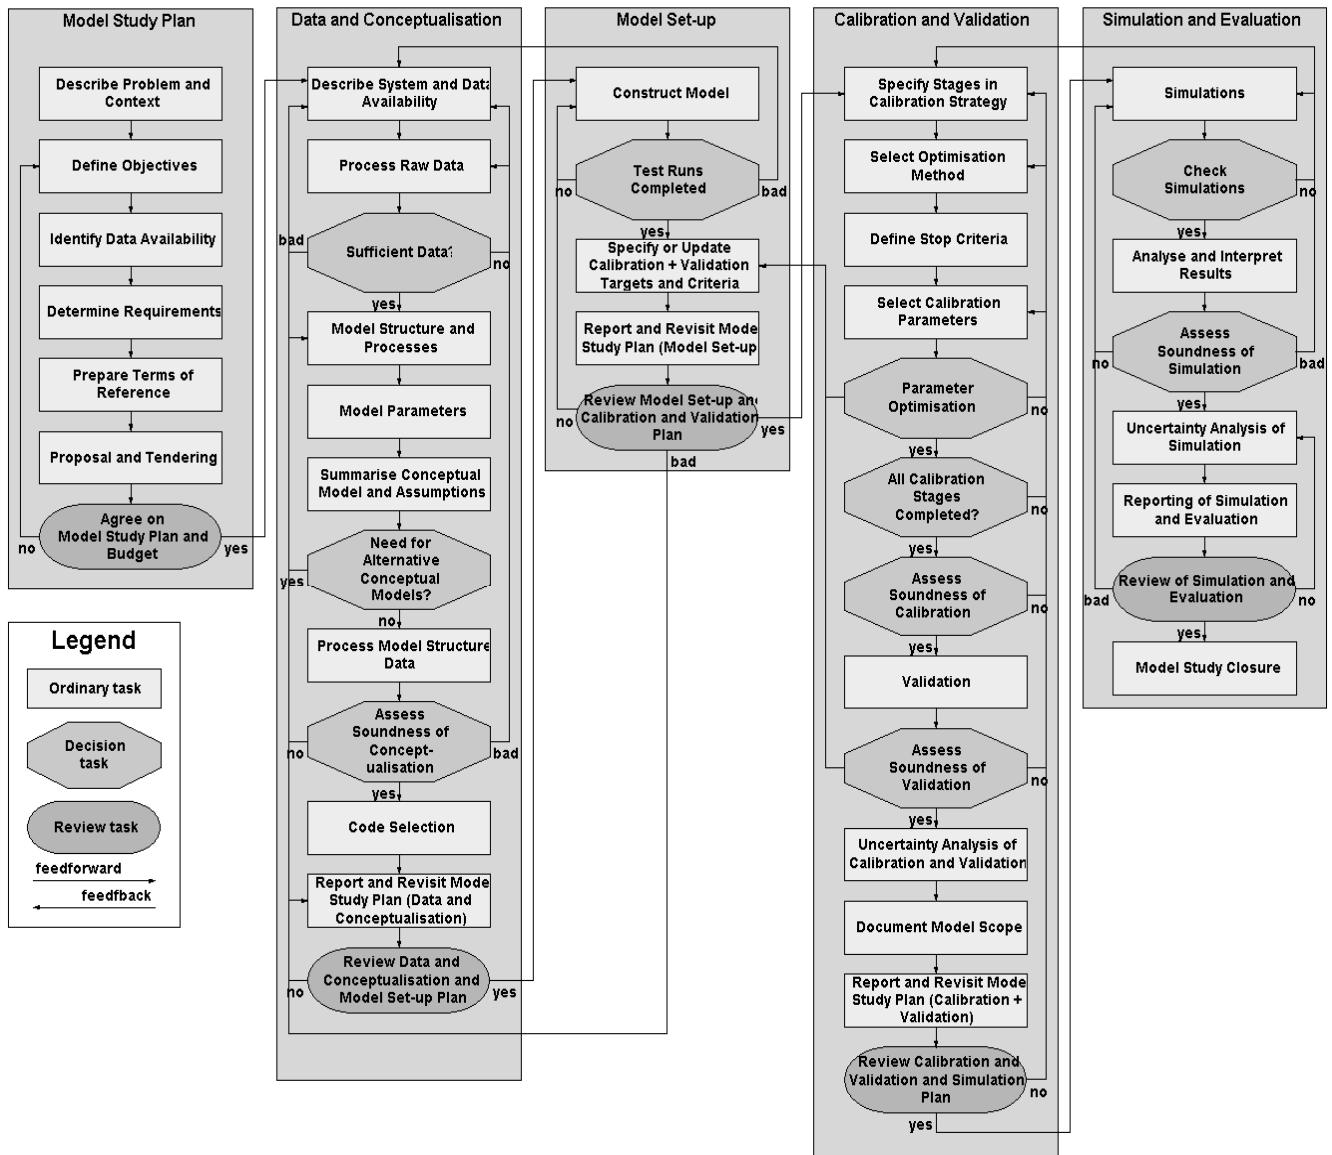 Model Study Plan
Describe Problem and
Context
Define Objectives
Identify Data Availability
Determine Requirements
Prepare Terms of
Reference
Proposal and Tendering
Agree on
Model Study Plan and
Budget
no
yes
Legend
Ordinary task
Decision
task
Review task
feedforward
feedfback
Data and Conceptualisation
Describe System and Data
Availability
Process Raw Data
bad
Sufficient Data?
no
yes
Model Structure and
Processes
Model Parameters
Summarise Conceptual
Model and Assumptions
Need for
Alternative
Conceptual
Models?
yes
no
Process Model Structure
Data
Assess
Soundness of
Concept-
ualisation
no
bad
yes
Code Selection
Report and Revisit Mode
Study Plan (Data and
Conceptualisation)
Review Data and
Conceptualisation and
Model Set-up Plan
no
yes
Model Set-up
Construct Model
Test Runs
Completed
no
bad
yes
Specify or Update
Calibration + Validation
Targets and Criteria
Report and Revisit Mode
Study Plan (Model Set-up
Review Model Set-up and
Calibration and Validation
Plan
no
yes
bad
Calibration and Validation
Specify Stages in
Calibration Strategy
Select Optimisation
Method
Define Stop Criteria
Select Calibration
Parameters
Parameter
Optimisation
no
yes
All Calibration
Stages
Completed?
no
yes
Assess
Soundness of
Calibration
no
yes
Validation
Assess
Soundness of
Validation
no
yes
Uncertainty Analysis of
Calibration and Validation
Document Model Scope
Report and Revisit Mode
Study Plan (Calibration +
Validation)
Review Calibration and
Validation and Simulation
Plan
no
yes
Simulation and Evaluation
Simulations
Check
Simulations
no
yes
Analyse and Interpret
Results
Assess
Soundness of
Simulation
no
bad
yes
Uncertainty Analysis of
Simulation
Reporting of Simulation
and Evaluation
Review of Simulation and
Evaluation
bad
no
yes
Model Study Closure